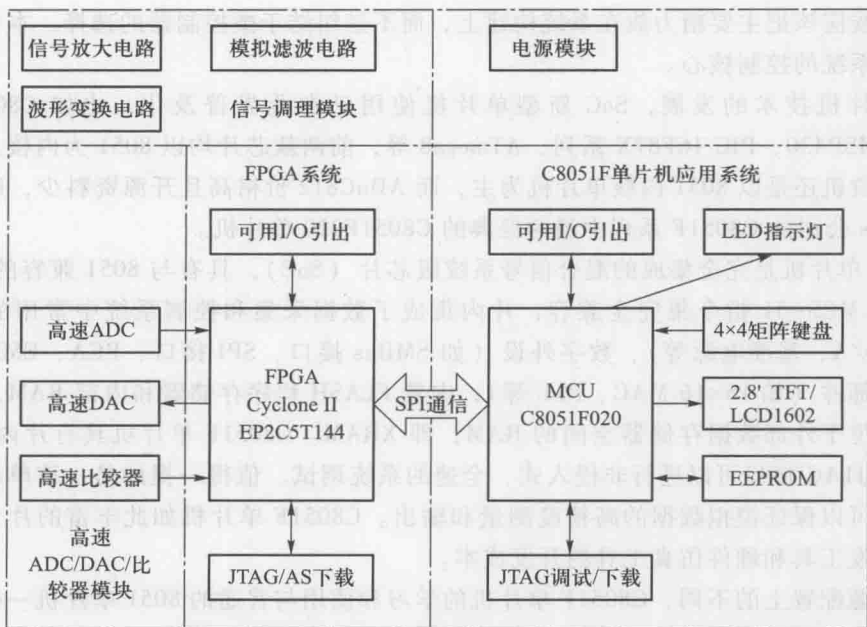 信号放大电路
模拟滤波电路
电源模块
波形变换电路
信号调理模块
FPGA系统
C8051F单片机应用系统
可用I/O引出
可用I/O引出
LED指示灯
高速ADC
高速DAC
高速比较器
FPGA
Cyclone II
EP2C5T144
SPI通信
MCU
C8051F020
4×4矩阵键盘
2.8" TFT/
LCD1602
EEPROM
高速
ADC/DAC/比
较器模块
JTAG/AS下载
JTAG调试/下载